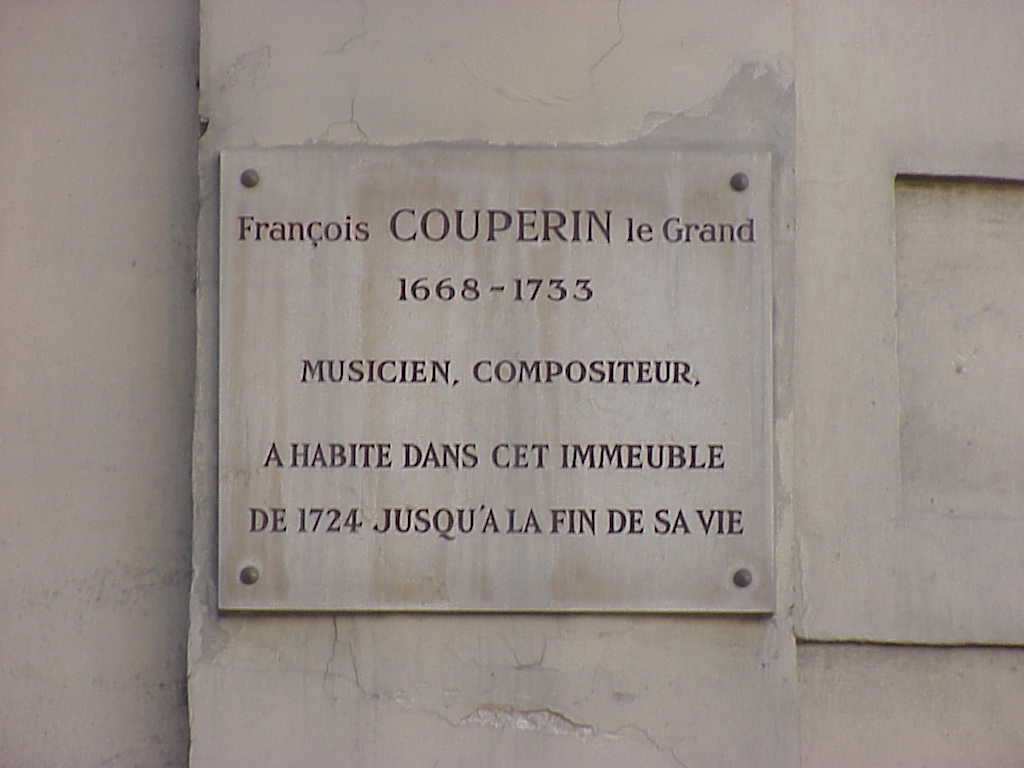 François COUPERIN le Grand
1668-1733
MUSICIEN, COMPOSITEUR,
A HABITE DANS CET IMMEUBLE
DE 1724 JUSQU'A LA FIN DE SA VIE